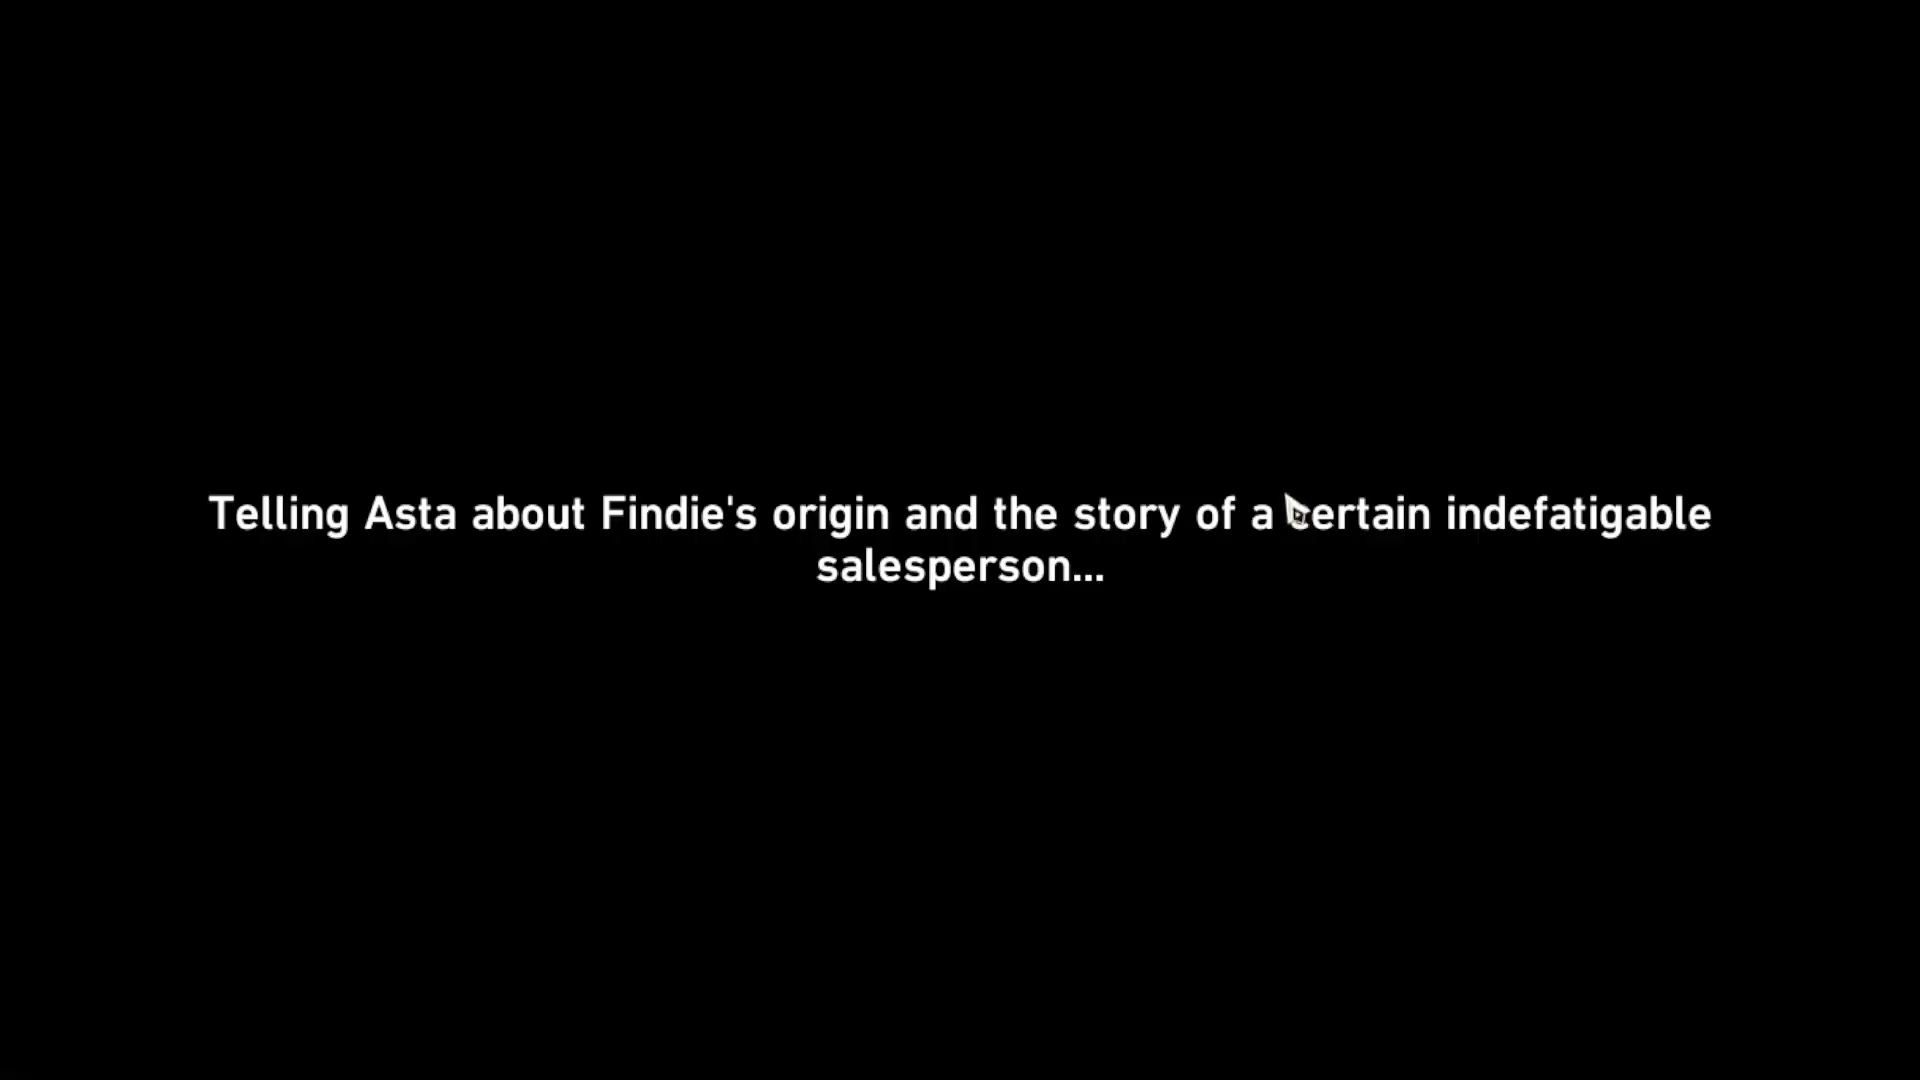 Telling Asta about Findie's origin and the story of a certain indefatigable
salesperson...